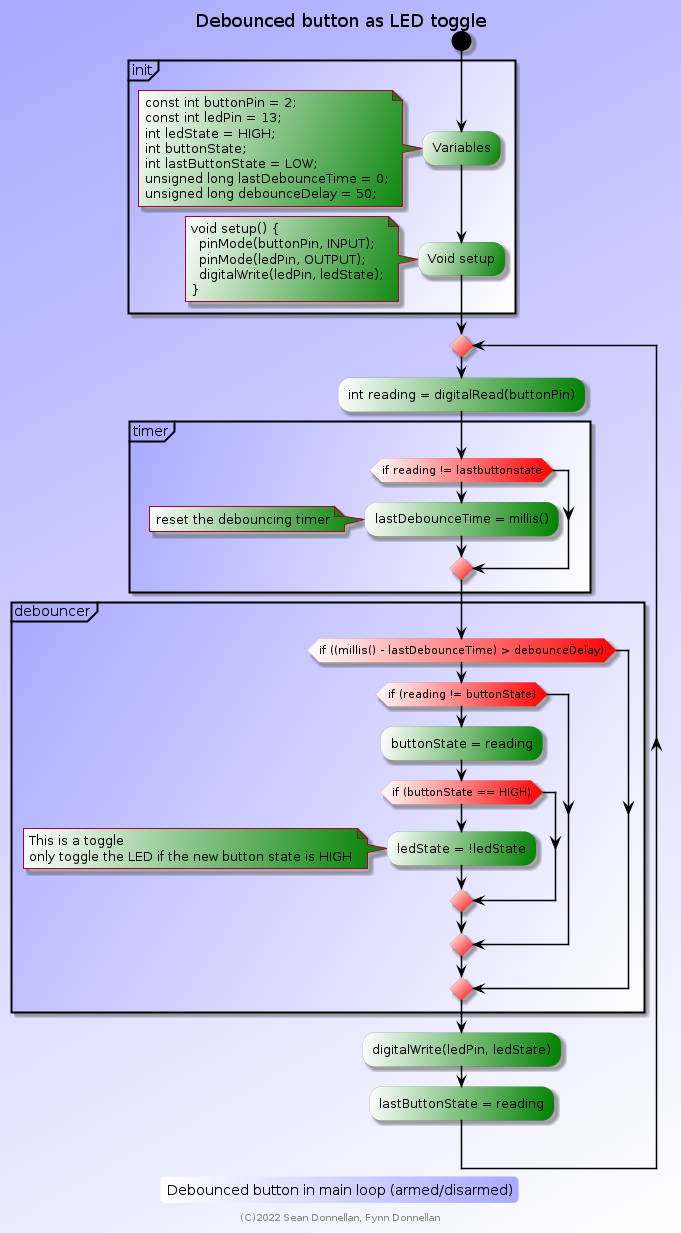 Debounced button as LED toggle
init
const int buttonPin = 2;
const int ledPin = 13;
int ledState = HIGH;
int buttonState;
int lastButtonState = LOW;
unsigned long lastDebounceTime = 0;
unsigned long debounceDelay = 50;
Variables
void setup() {
pinMode(buttonPin, INPUT);
pinMode(ledPin, OUTPUT);
digitalWrite(ledPin, ledState);
}
Void setup
int reading = digitalRead(buttonPin)
timer
if reading != lastbuttonstate
reset the debouncing timer
lastDebounceTime = millis()
debouncer
if ((millis() - lastDebounceTime) > debounceDelay)
if (reading != buttonState)
buttonState = reading
if (buttonState == HIGH)
This is a toggle
only toggle the LED if the new button state is HIGH
ledState = !ledState
digitalWrite(ledPin, ledState)
lastButtonState = reading
Debounced button in main loop (armed/disarmed)
(C)2022 Sean Donnellan, Fynn Donnellan